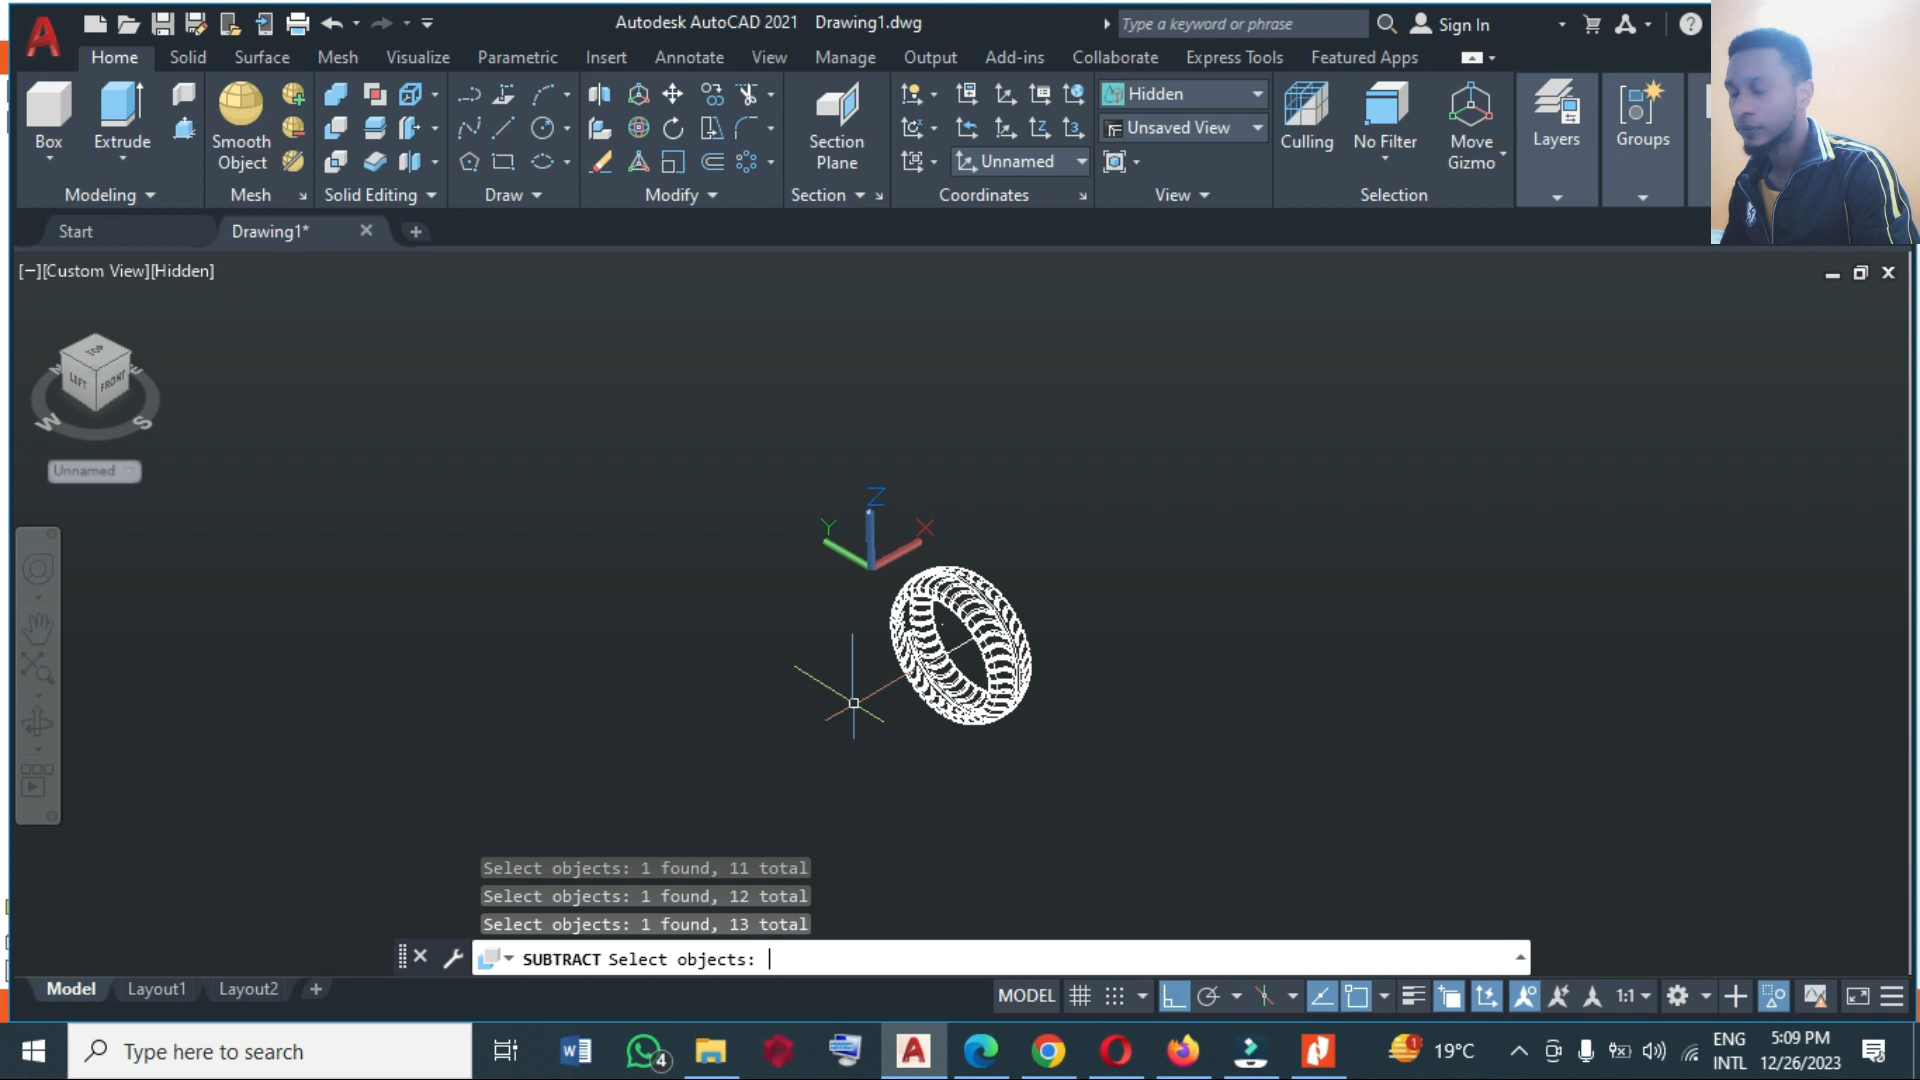 Autodesk AutoCAD 2021 Drawing1.dwg
Type a keyword or phrase
Sign In
Home Solid Surface Mesh Visualize Parametric Insert Annotate View Manage Output Add-ins Collaborate Express Tools Featured Apps
Box
Extrude
Smooth
Object
Section
Plane
Hidden
Unsaved View
Unnamed
Culling
No Filter
Move
Gizmo
Layers
Groups
Modeling Mesh Solid Editing Draw Modify Section Coordinates View Selection
Start
Drawing1*
[−][Custom View][Hidden]
TOP
LEFT
FRONT
W
S
Unnamed
Z
Y
X
Select objects: 1 found, 11 total
Select objects: 1 found, 12 total
Select objects: 1 found, 13 total
SUBTRACT Select objects:
Model Layout1 Layout2
MODEL
1:1
Type here to search
4
1
19°C
ENG
INTL
5:09 PM
12/26/2023